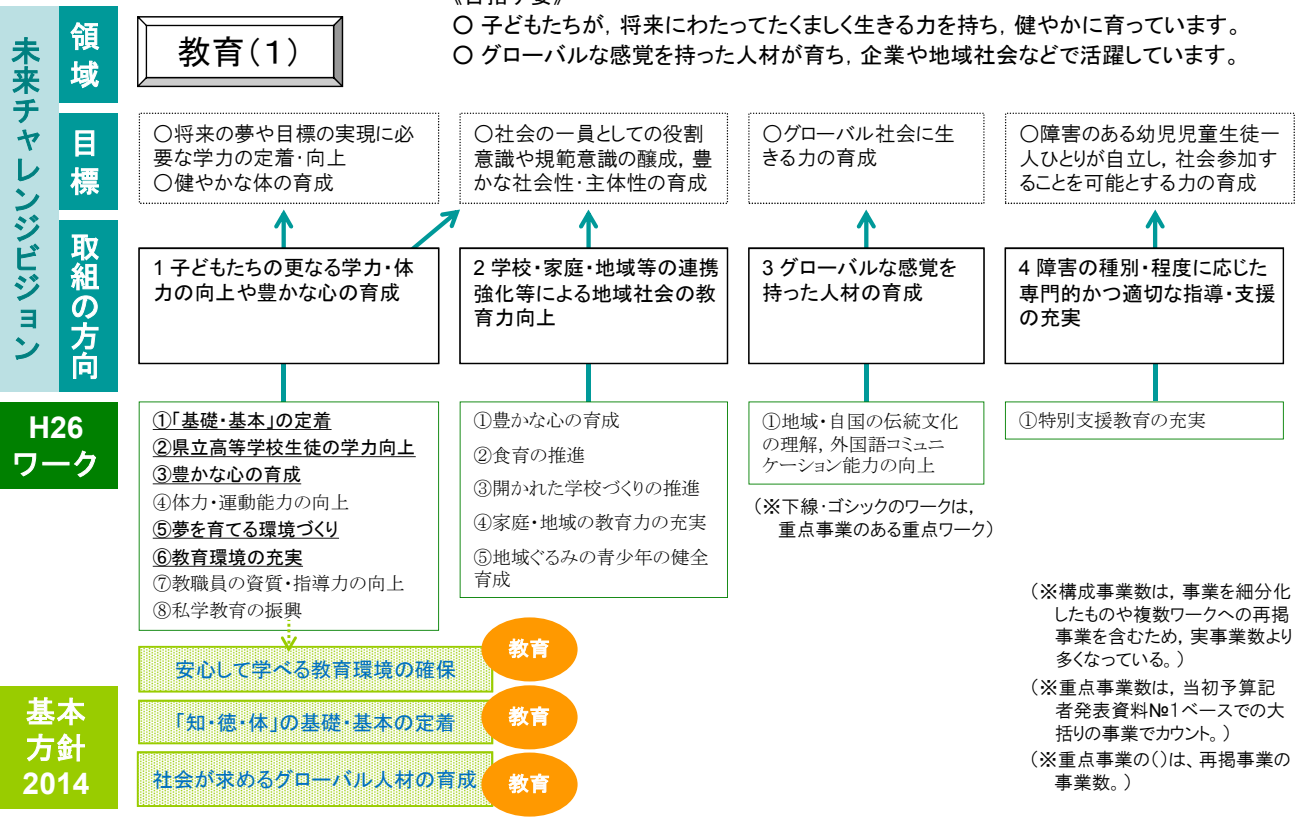 《目指す姿》
○ 子どもたちが，将来にわたってたくましく生きる力を持ち，健やかに育っています。
○ グローバルな感覚を持った人材が育ち，企業や地域社会などで活躍しています。
未来チャレンジビジョン
領域
教育(1)
目標
○将来の夢や目標の実現に必
要な学力の定着・向上
○健やかな体の育成
○社会の一員としての役割
意識や規範意識の醸成，豊
かな社会性・主体性の育成
○グローバル社会に生
きる力の育成
○障害のある幼児児童生徒一
人ひとりが自立し，社会参加す
ることを可能とする力の育成
取組の方向
1 子どもたちの更なる学力・体
力の向上や豊かな心の育成
2 学校・家庭・地域等の連携
強化等による地域社会の教
育力向上
3 グローバルな感覚を
持った人材の育成
4 障害の種別・程度に応じた
専門的かつ適切な指導・支援
の充実
H26
ワーク
①「基礎・基本」の定着
②県立高等学校生徒の学力向上
③豊かな心の育成
④体力・運動能力の向上
⑤夢を育てる環境づくり
⑥教育環境の充実
⑦教職員の資質・指導力の向上
⑧私学教育の振興
①豊かな心の育成
②食育の推進
③開かれた学校づくりの推進
④家庭・地域の教育力の充実
⑤地域ぐるみの青少年の健全
育成
①地域・自国の伝統文化
の理解，外国語コミュニ
ケーション能力の向上
①特別支援教育の充実
（※下線・ゴシックのワークは，
重点事業のある重点ワーク）
（※構成事業数は，事業を細分化
したものや複数ワークへの再掲
事業を含むため，実事業数より
多くなっている。）
（※重点事業数は，当初予算記
者発表資料№1ベースでの大
括りの事業でカウント。）
（※重点事業の（）は、再掲事業の
事業数。）
基本
方針
2014
安心して学べる教育環境の確保
教育
「知・徳・体」の基礎・基本の定着
教育
社会が求めるグローバル人材の育成
教育